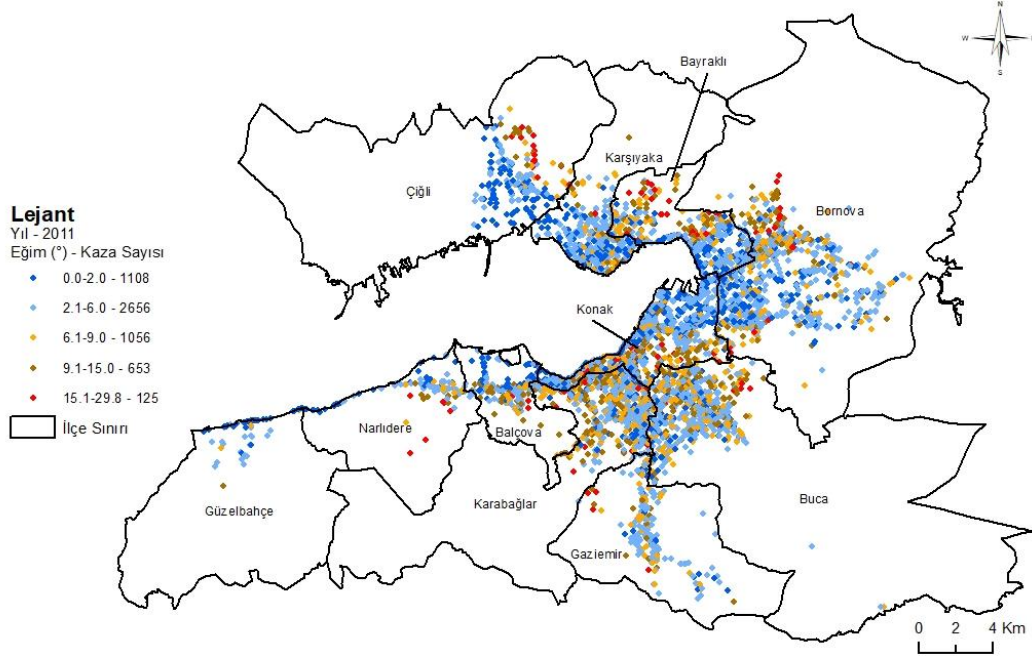 N
W
S
Bayraklı
Karşıyaka
Çiğli
Bornova
Lejant
Yıl - 2011
Eğim (°) - Kaza Sayısı
0.0-2.0 - 1108
2.1-6.0 - 2656
6.1-9.0 - 1056
9.1-15.0 - 653
15.1-29.8 - 125
İlçe Sınırı
Konak
Narlıdere
Balçova
Güzelbahçe
Karabağlar
Buca
Gaziemir
0 2 4 Km